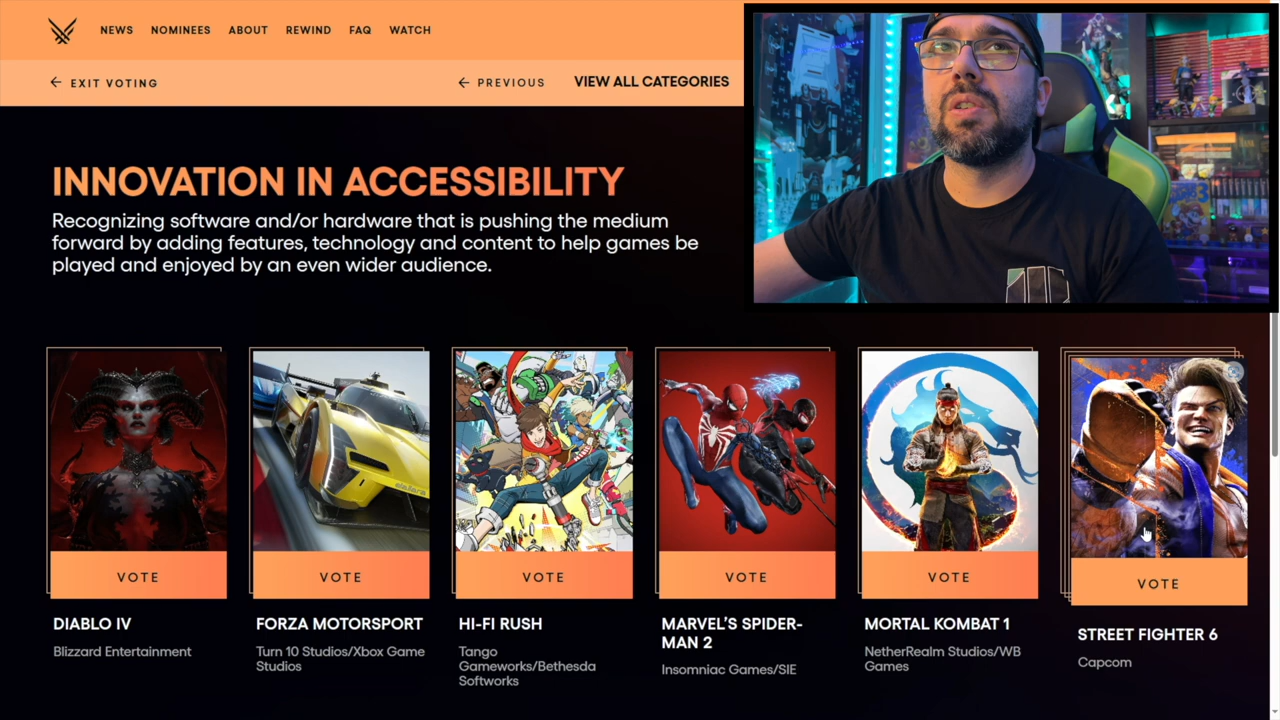 NEWS NOMINEES ABOUT REWIND FAQ WATCH
← EXIT VOTING ← PREVIOUS VIEW ALL CATEGORIES
INNOVATION IN ACCESSIBILITY
Recognizing software and/or hardware that is pushing the medium
forward by adding features, technology and content to help games be
played and enjoyed by an even wider audience.
VOTE VOTE VOTE VOTE VOTE VOTE
DIABLO IV
Blizzard Entertainment
FORZA MOTORSPORT
Turn 10 Studios/Xbox Game
Studios
HI-FI RUSH
Tango
Gameworks/Bethesda
Softworks
MARVEL'S SPIDER-
MAN 2
Insomniac Games/SIE
MORTAL KOMBAT 1
NetherRealm Studios/WB
Games
STREET FIGHTER 6
Capcom